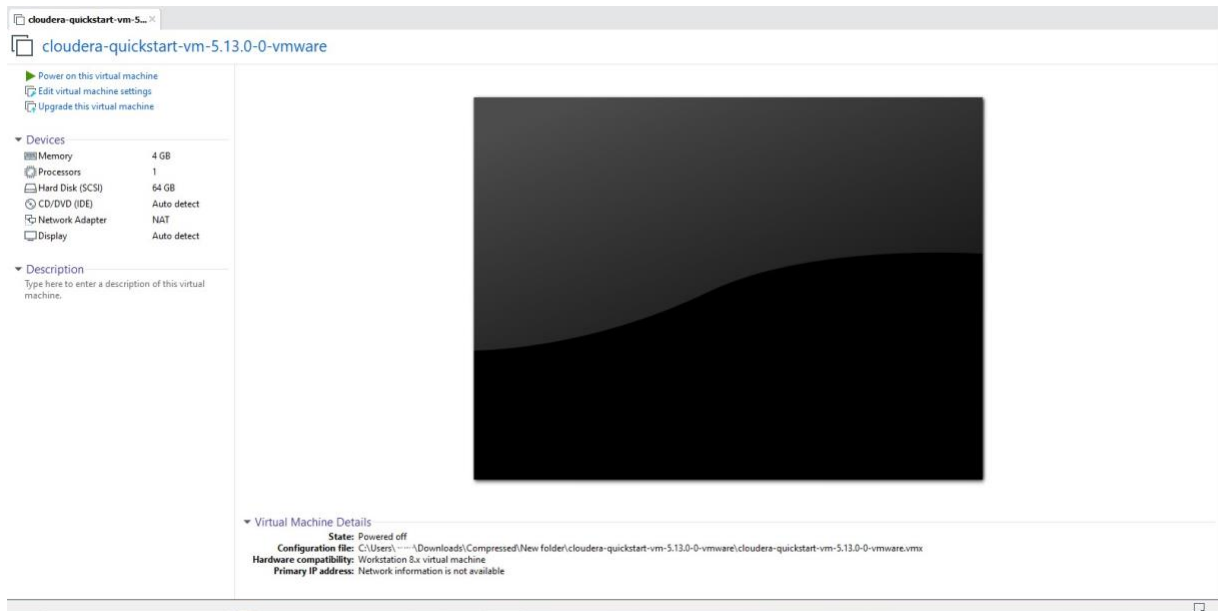 cloudera-quickstart-vm-5...
cloudera-quickstart-vm-5.13.0-0-vmware
Power on this virtual machine
Edit virtual machine settings
Upgrade this virtual machine
Devices
Memory 4 GB
Processors 1
Hard Disk (SCSI) 64 GB
CD/DVD (IDE) Auto detect
Network Adapter NAT
Display Auto detect
Description
Type here to enter a description of this virtual
machine.
Virtual Machine Details
State: Powered off
Configuration file: C:\Users\ \Downloads\Compressed\New folder\cloudera-quickstart-vm-5.13.0-0-vmware\cloudera-quickstart-vm-5.13.0-0-vmware.vmx
Hardware compatibility: Workstation 8.x virtual machine
Primary IP address: Network information is not available